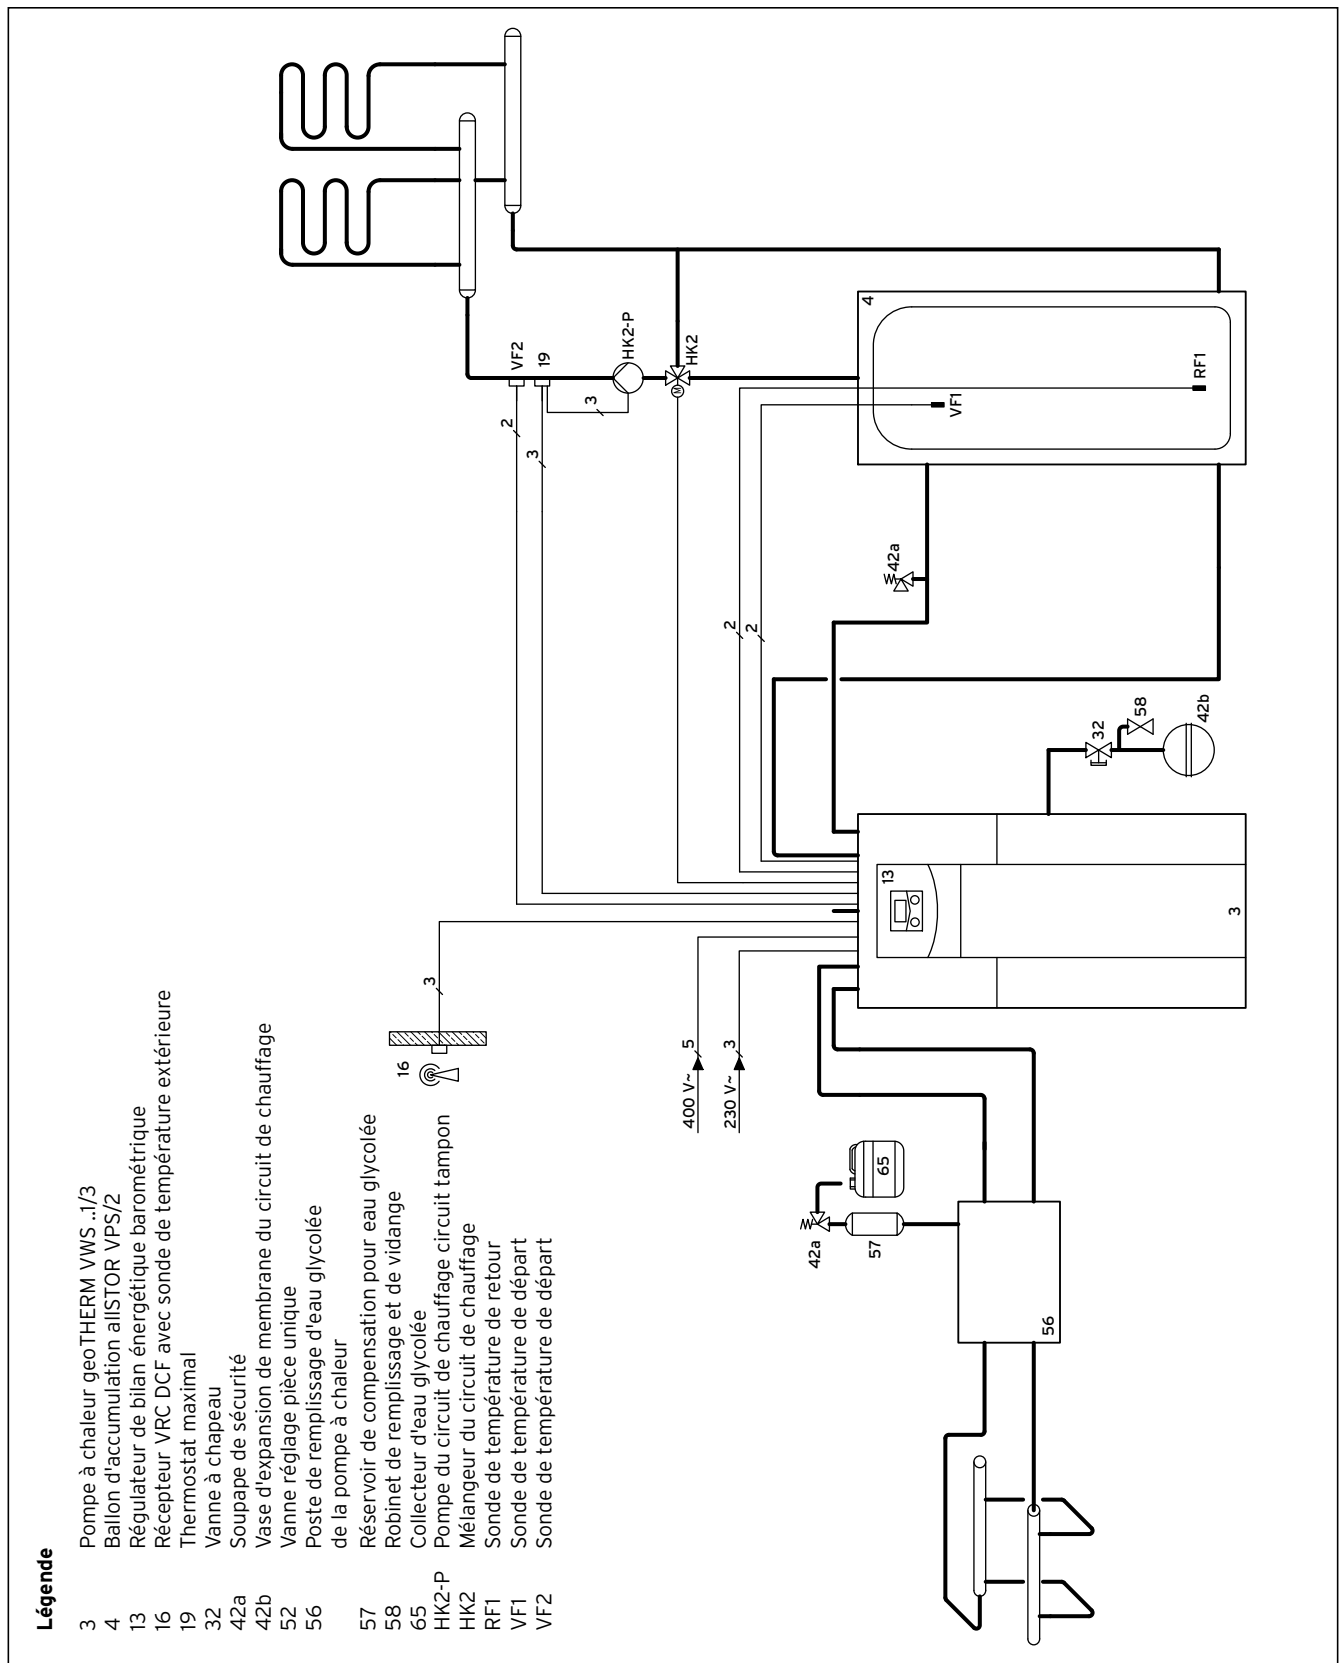 Légende
3 Pompe à chaleur geoTHERM VWS ..1/3
4 Ballon d'accumulation allSTOR VPS/2
13 Régulateur de bilan énergétique barométrique
16 Récepteur VRC DCF avec sonde de température extérieure
19 Thermostat maximal
32 Vanne à chapeau
42a Soupape de sécurité
42b Vase d'expansion de membrane du circuit de chauffage
52 Vanne réglage pièce unique
56 Poste de remplissage d'eau glycolée
de la pompe à chaleur
57 Réservoir de compensation pour eau glycolée
58 Robinet de remplissage et de vidange
65 Collecteur d'eau glycolée
HK2-P Pompe du circuit de chauffage circuit tampon
HK2 Mélangeur du circuit de chauffage
RF1 Sonde de température de retour
VF1 Sonde de température de départ
VF2 Sonde de température de départ
16
3
400 V~ 5
230 V~ 3
42a
65
57
56
13
3
32
58
42b
42a
2
2
2
3
3
VF2
19
HK2-P
M
HK2
4
VF1
RF1